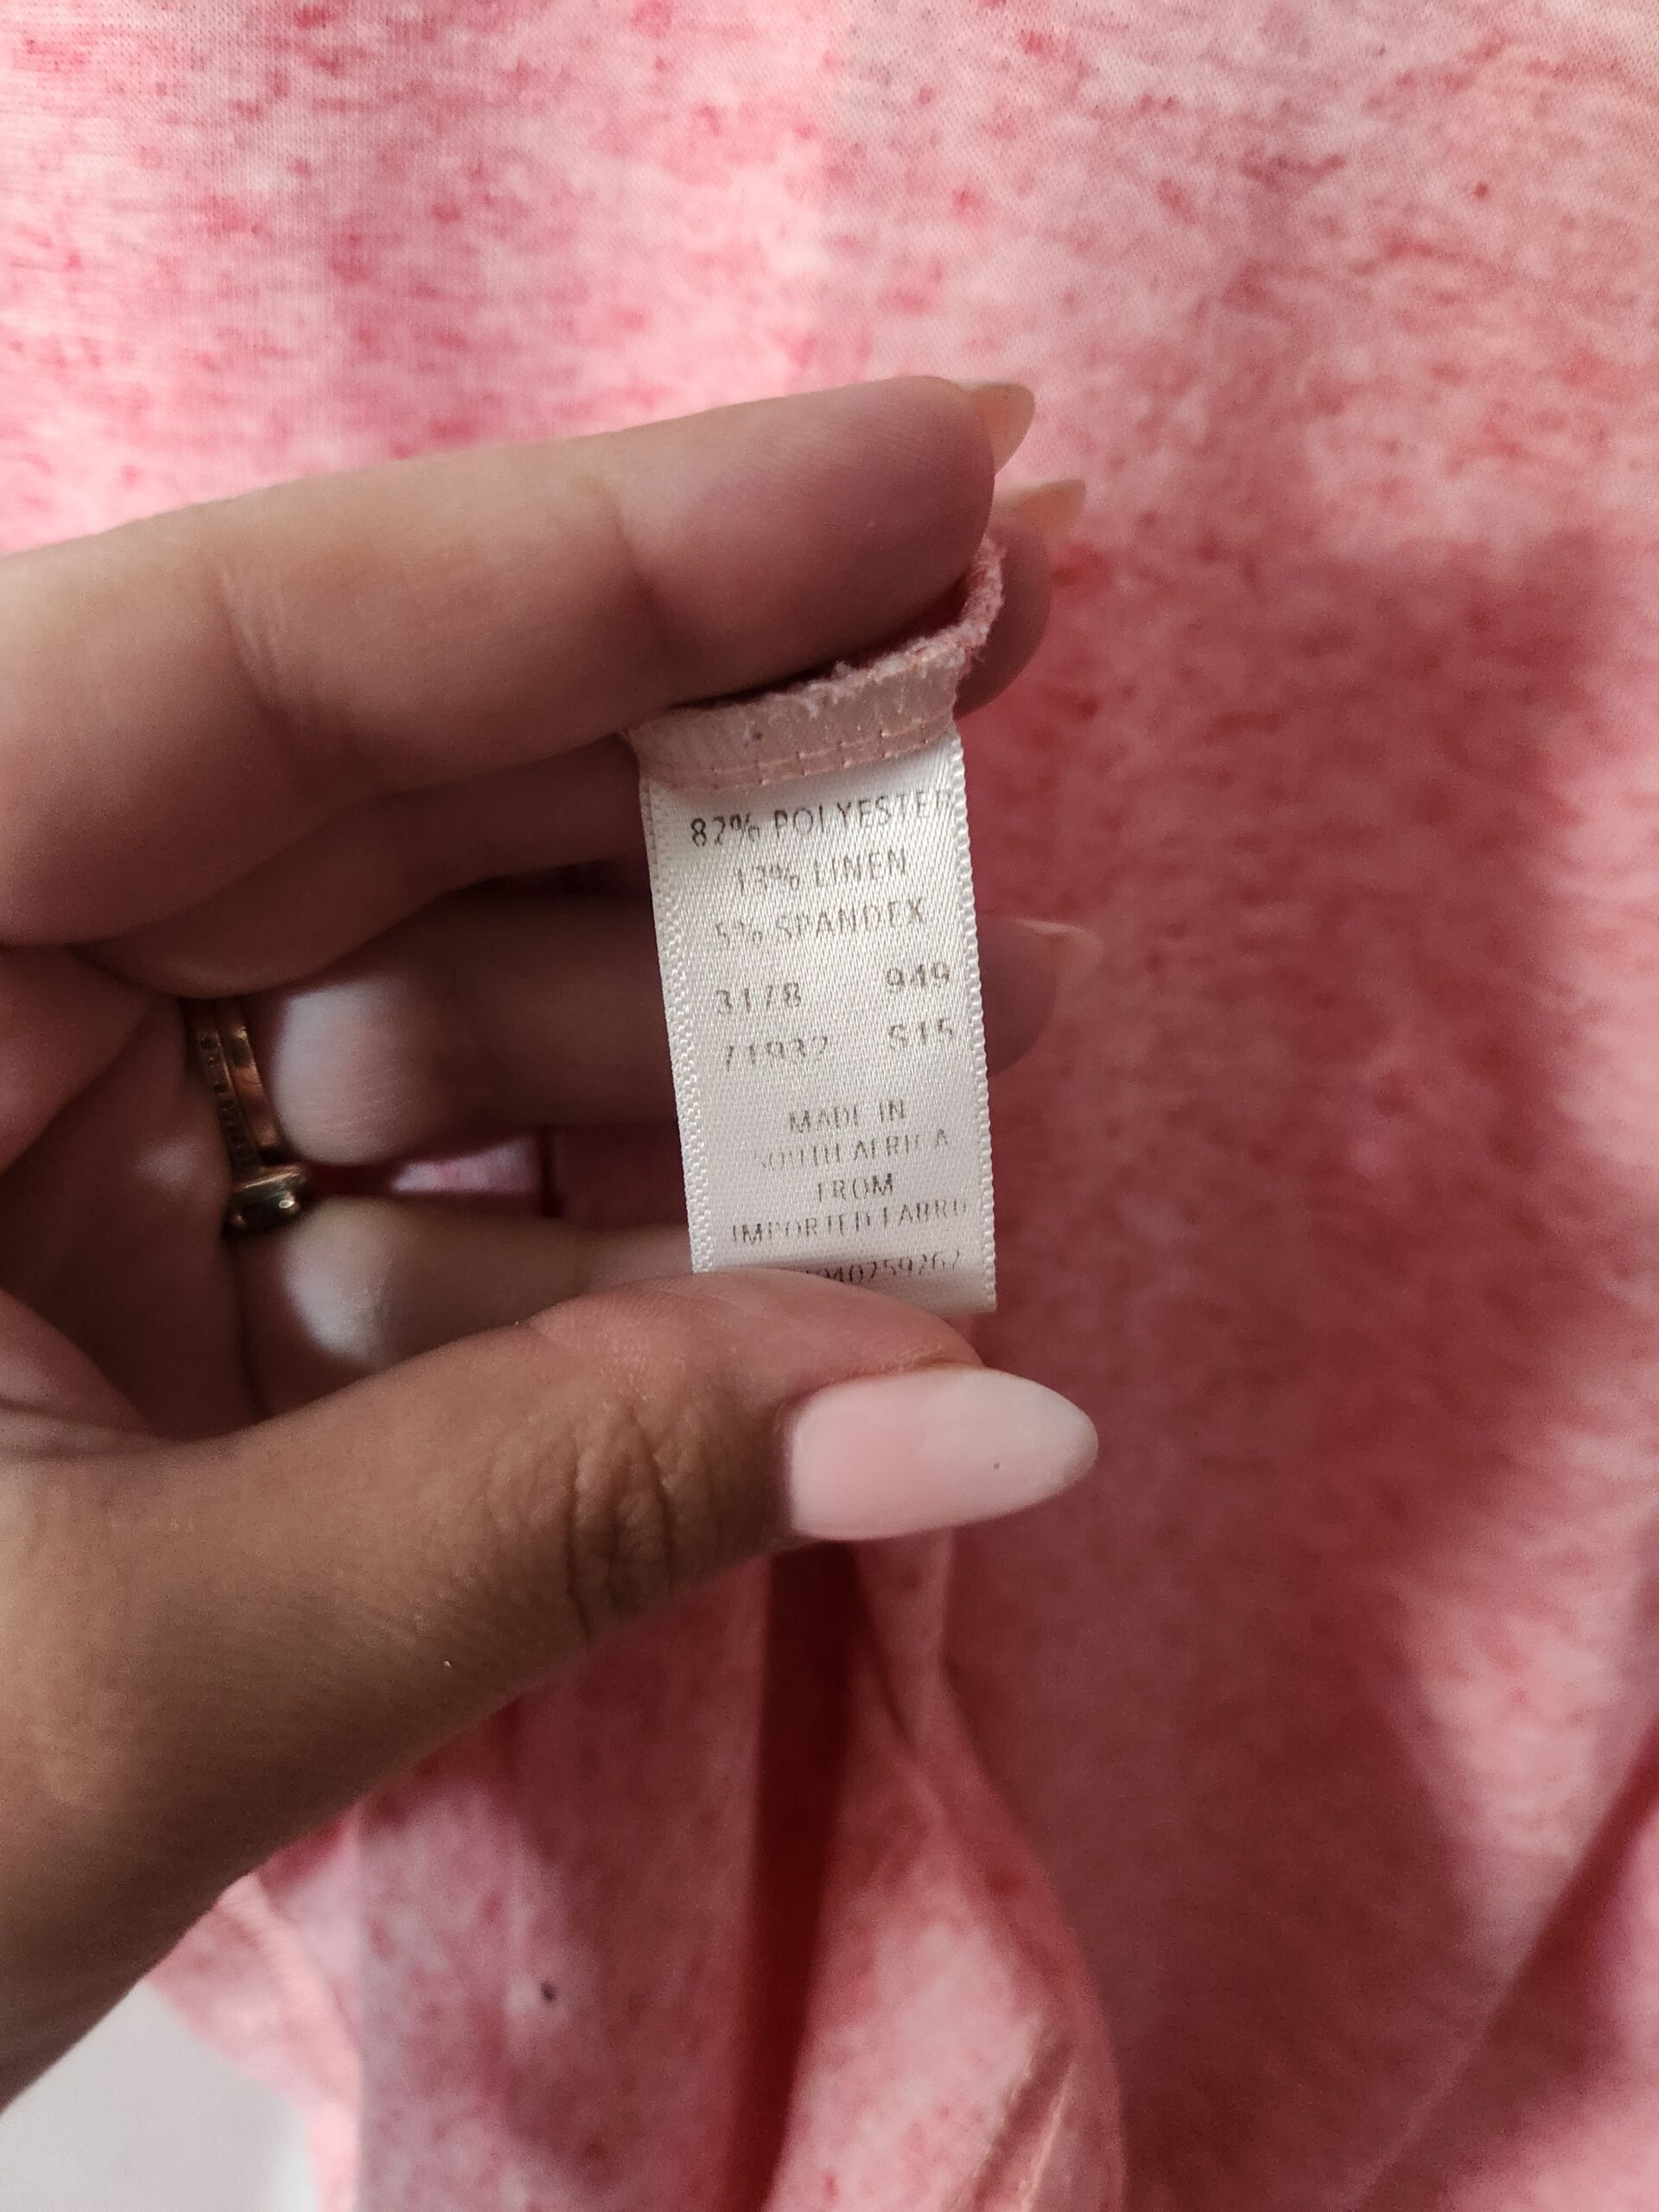 82% POLYESTER
13% LINEN
5% SPANDEX
3178 949
71932 S15
MADE IN
SOUTH AFRICA
FROM
IMPORTED FABRIC